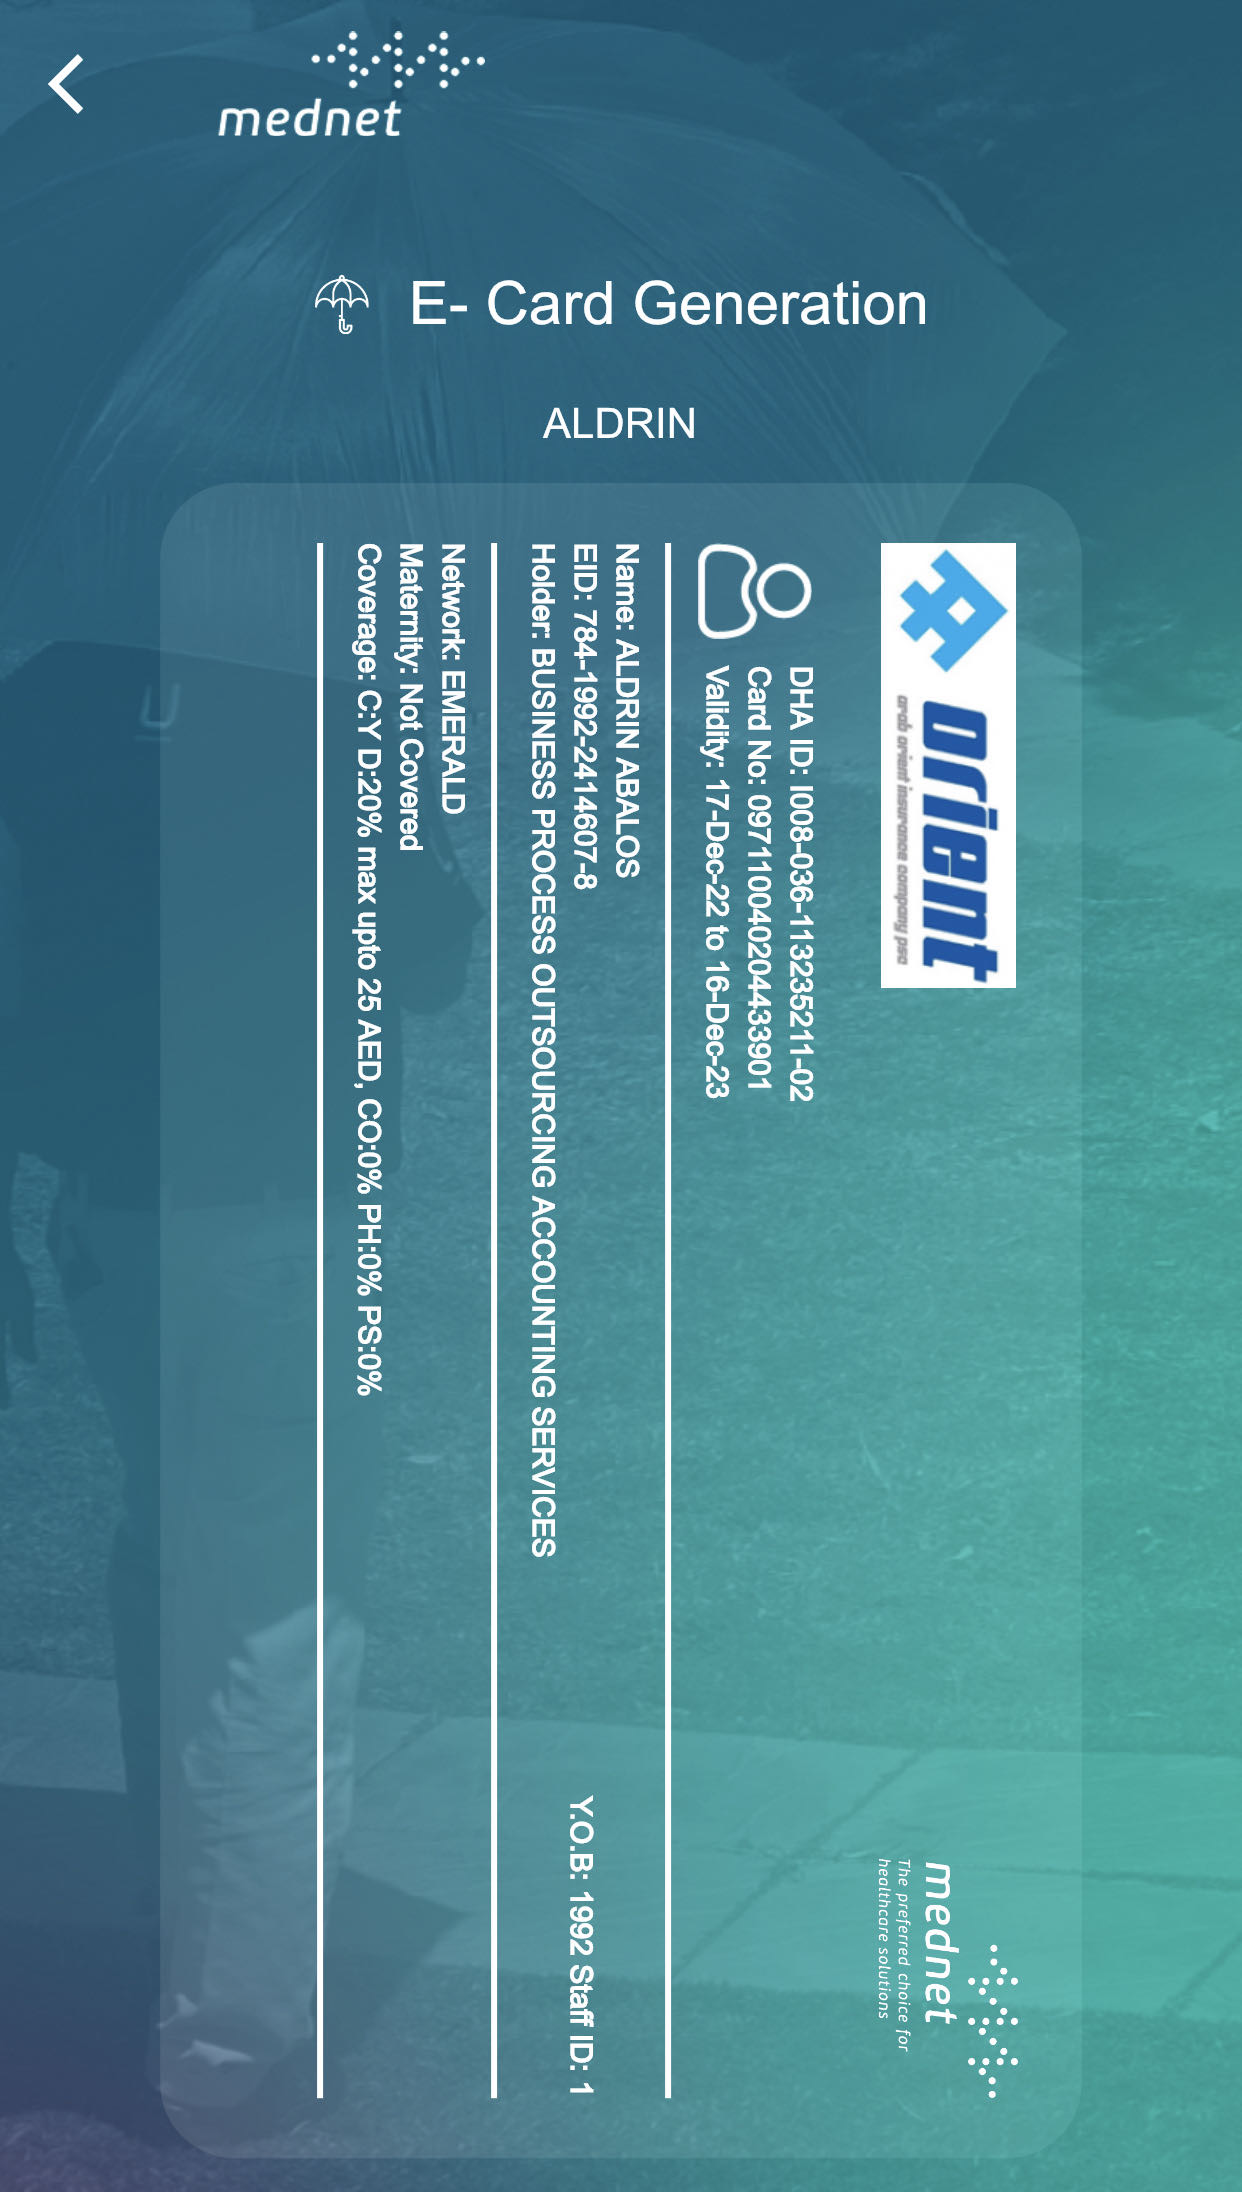 mednet
E- Card Generation
ALDRIN
orient
arab orient insurance company psc
mednet
The preferred choice for
healthcare solutions
DHA ID: I008-036-113235211-02
Card No: 097110040204433901
Validity: 17-Dec-22 to 16-Dec-23
Name: ALDRIN ABALOS
EID: 784-1992-2414607-8
Y.O.B: 1992 Staff ID: 1
Holder: BUSINESS PROCESS OUTSOURCING ACCOUNTING SERVICES
Network: EMERALD
Maternity: Not Covered
Coverage: C:Y D:20% max upto 25 AED, CO:0% PH:0% PS:0%